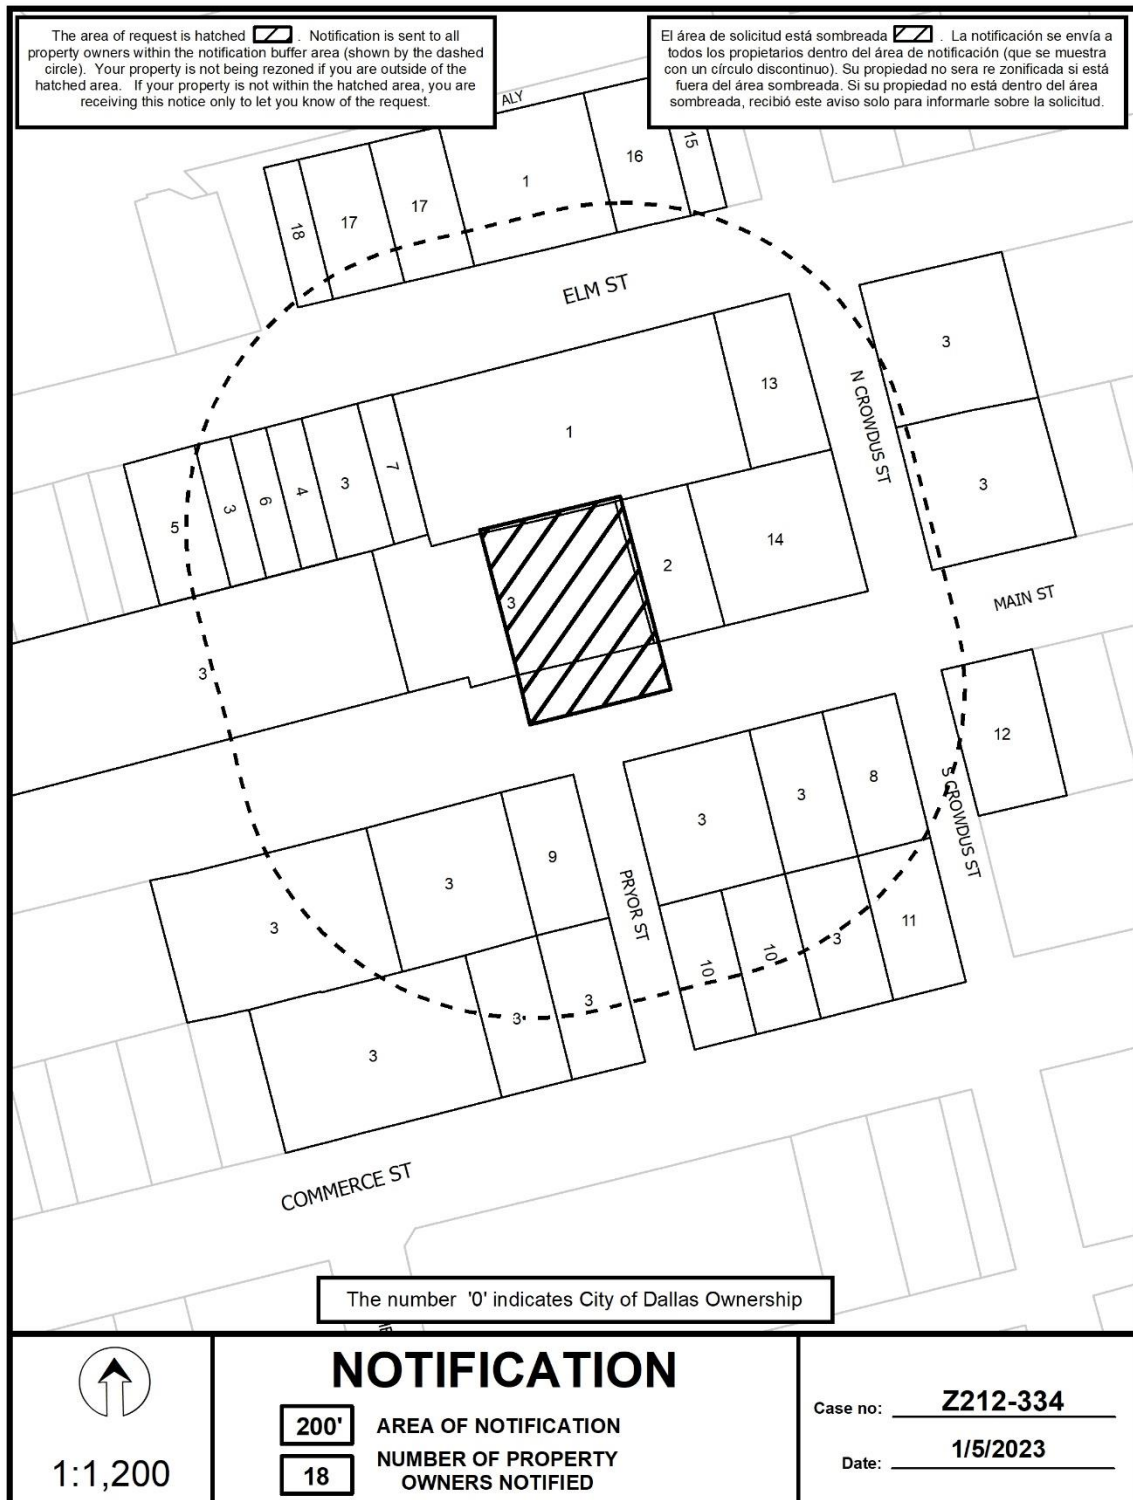 The area of request is hatched . Notification is sent to all
property owners within the notification buffer area (shown by the dashed
circle). Your property is not being rezoned if you are outside of the
hatched area. If your property is not within the hatched area, you are
receiving this notice only to let you know of the request.
El área de solicitud está sombreada . La notificación se envía a
todos los propietarios dentro del área de notificación (que se muestra
con un círculo discontinuo). Su propiedad no sera re zonificada si está
fuera del área sombreada. Si su propiedad no está dentro del área
sombreada, recibió este aviso solo para informarle sobre la solicitud.
ALY
15
16
1
17
17
18
ELM ST
3
13
N CROWDUS ST
1
7
3
4
6
3
5
3
14
2
3
MAIN ST
3
12
8
3
3
S CROWDUS ST
9
3
3
PRYOR ST
11
3
10
10
3
3
3
COMMERCE ST
The number '0' indicates City of Dallas Ownership
1:1,200
NOTIFICATION
200' AREA OF NOTIFICATION
18 NUMBER OF PROPERTY
OWNERS NOTIFIED
Case no: Z212-334
Date: 1/5/2023